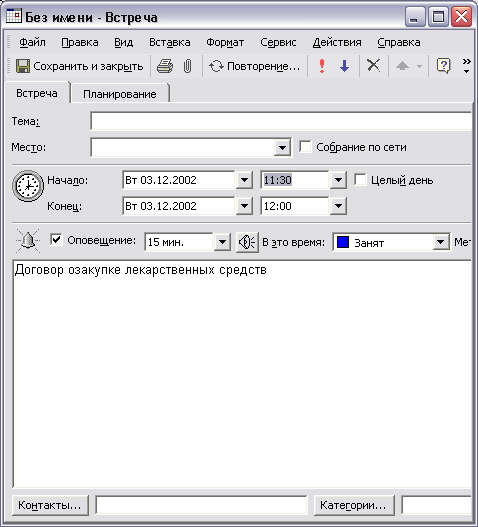 Без имени - Встреча
Файл Правка Вид Вставка Формат Сервис Действия Справка
Сохранить и закрыть Повторение...
Встреча Планирование
Тема:
Место: Собрание по сети
Начало: Вт 03.12.2002 11:30 Целый день
Конец: Вт 03.12.2002 12:00
Оповещение: 15 мин. В это время: Занят Мет
Договор озакупке лекарственных средств
Контакты... Категории...